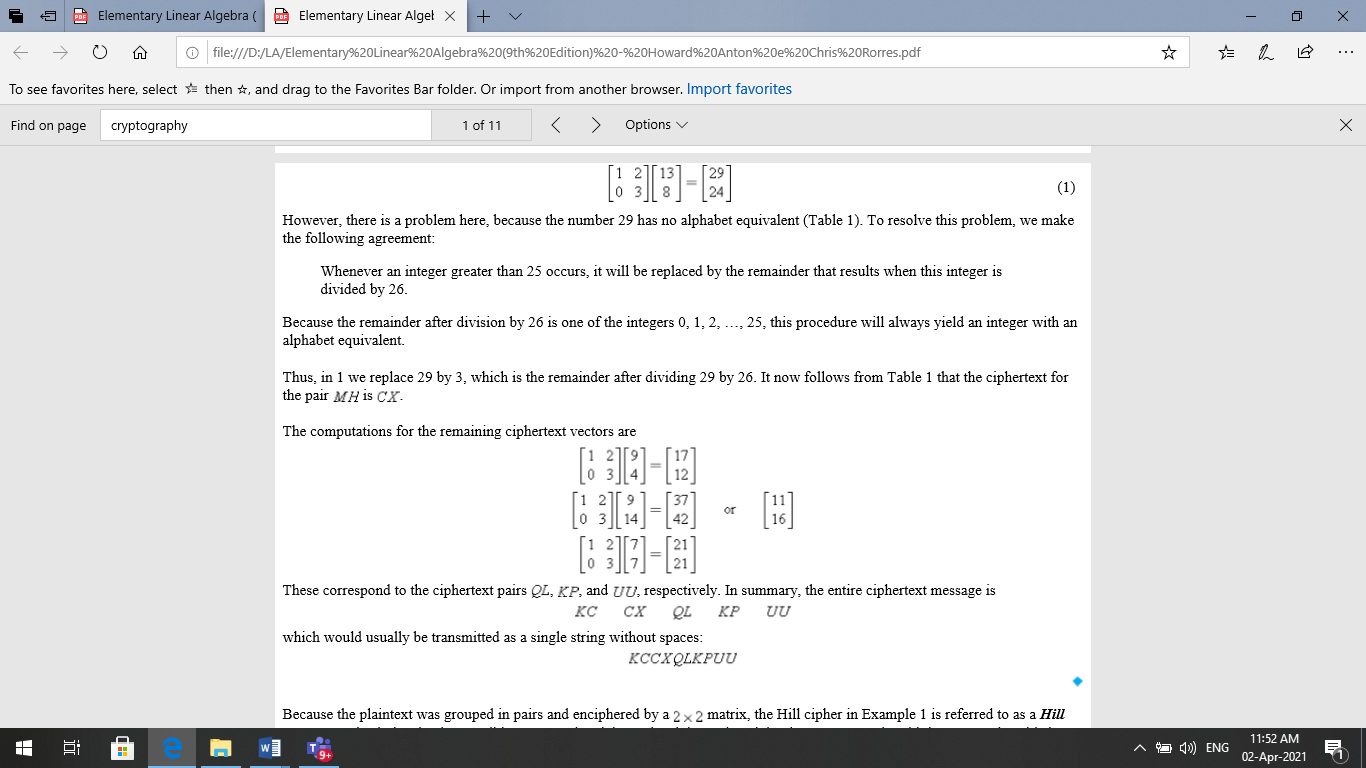 Elementary Linear Algebra (
Elementary Linear Algel
file:///D:/LA/Elementary%20Linear%20Algebra%20(9th%20Edition)%20-%20Howard%20Anton%20e%20Chris%20Rorres.pdf
To see favorites here, select then ☆, and drag to the Favorites Bar folder. Or import from another browser. Import favorites
Find on page cryptography 1 of 11 Options
[1 2; 0 3][13; 8] = [29; 24] (1)
However, there is a problem here, because the number 29 has no alphabet equivalent (Table 1). To resolve this problem, we make
the following agreement:
Whenever an integer greater than 25 occurs, it will be replaced by the remainder that results when this integer is
divided by 26.
Because the remainder after division by 26 is one of the integers 0, 1, 2, …, 25, this procedure will always yield an integer with an
alphabet equivalent.
Thus, in 1 we replace 29 by 3, which is the remainder after dividing 29 by 26. It now follows from Table 1 that the ciphertext for
the pair MH is CX.
The computations for the remaining ciphertext vectors are
[1 2; 0 3][9; 4] = [17; 12]
[1 2; 0 3][9; 14] = [37; 42] or [11; 16]
[1 2; 0 3][7; 7] = [21; 21]
These correspond to the ciphertext pairs QL, KP, and UU, respectively. In summary, the entire ciphertext message is
KC CX QL KP UU
which would usually be transmitted as a single string without spaces:
KCCXQLKPUU
Because the plaintext was grouped in pairs and enciphered by a 2 × 2 matrix, the Hill cipher in Example 1 is referred to as a Hill
9+
ENG
11:52 AM
02-Apr-2021
1